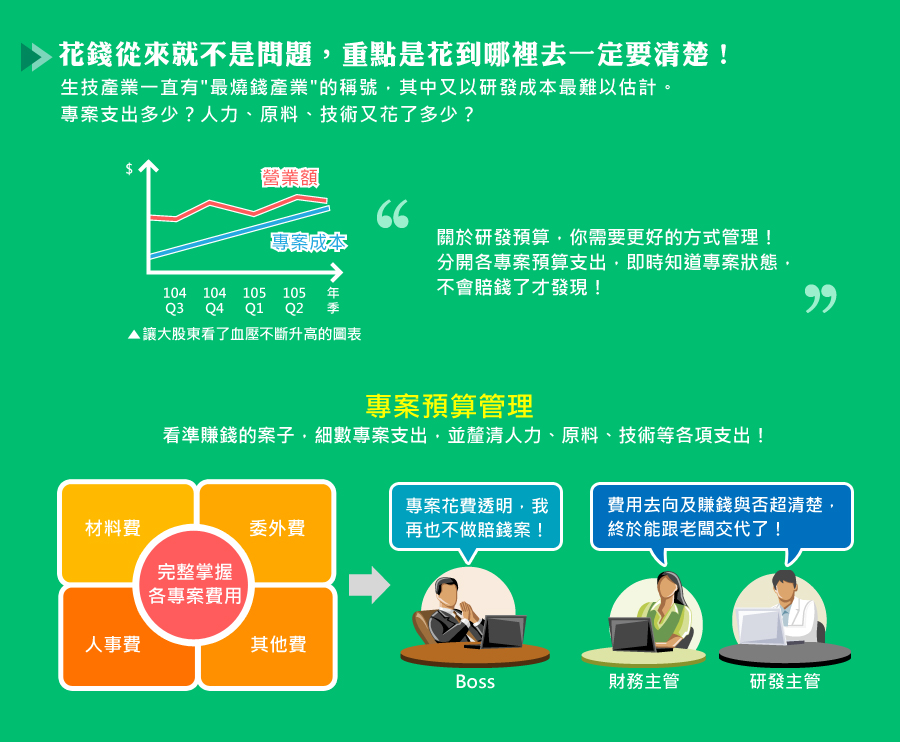 花錢從來就不是問題，重點是花到哪裡去一定要清楚！
生技產業一直有"最燒錢產業"的稱號，其中又以研發成本最難以估計。
專案支出多少？人力、原料、技術又花了多少？
$
營業額
專案成本
104 104 105 105 年
Q3 Q4 Q1 Q2 季
▲讓大股東看了血壓不斷升高的圖表
“
關於研發預算，你需要更好的方式管理！
分開各專案預算支出，即時知道專案狀態，
不會賠錢了才發現！
”
專案預算管理
看準賺錢的案子，細數專案支出，並釐清人力、原料、技術等各項支出！
材料費
委外費
完整掌握
各專案費用
人事費
其他費
專案花費透明，我
再也不做賠錢案！
費用去向及賺錢與否超清楚，
終於能跟老闆交代了！
Boss
財務主管
研發主管